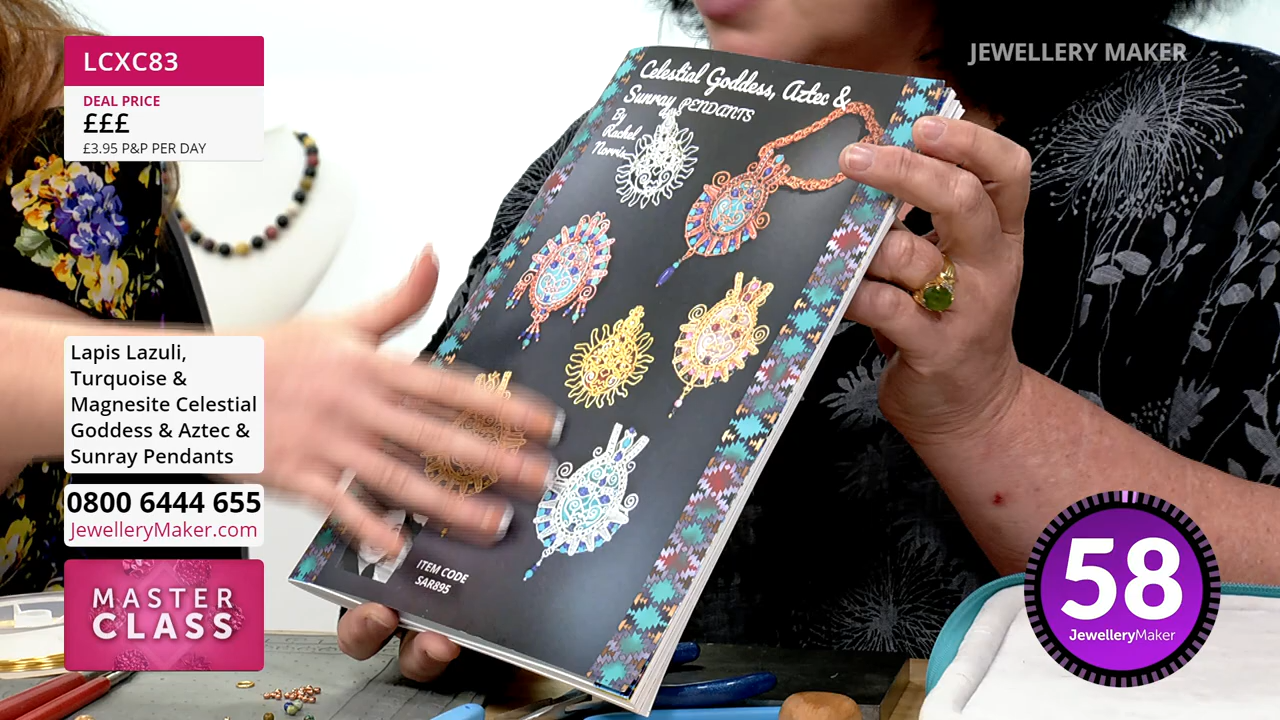 LCXC83
DEAL PRICE
£££
£3.95 P&P PER DAY
JEWELLERY MAKER
Celestial Goddess, Aztec &
Sunray PENDANTS
By
Rachel
Norris
Lapis Lazuli,
Turquoise &
Magnesite Celestial
Goddess & Aztec &
Sunray Pendants
0800 6444 655
JewelleryMaker.com
MASTER
CLASS
ITEM CODE
SAR895
58
JewelleryMaker